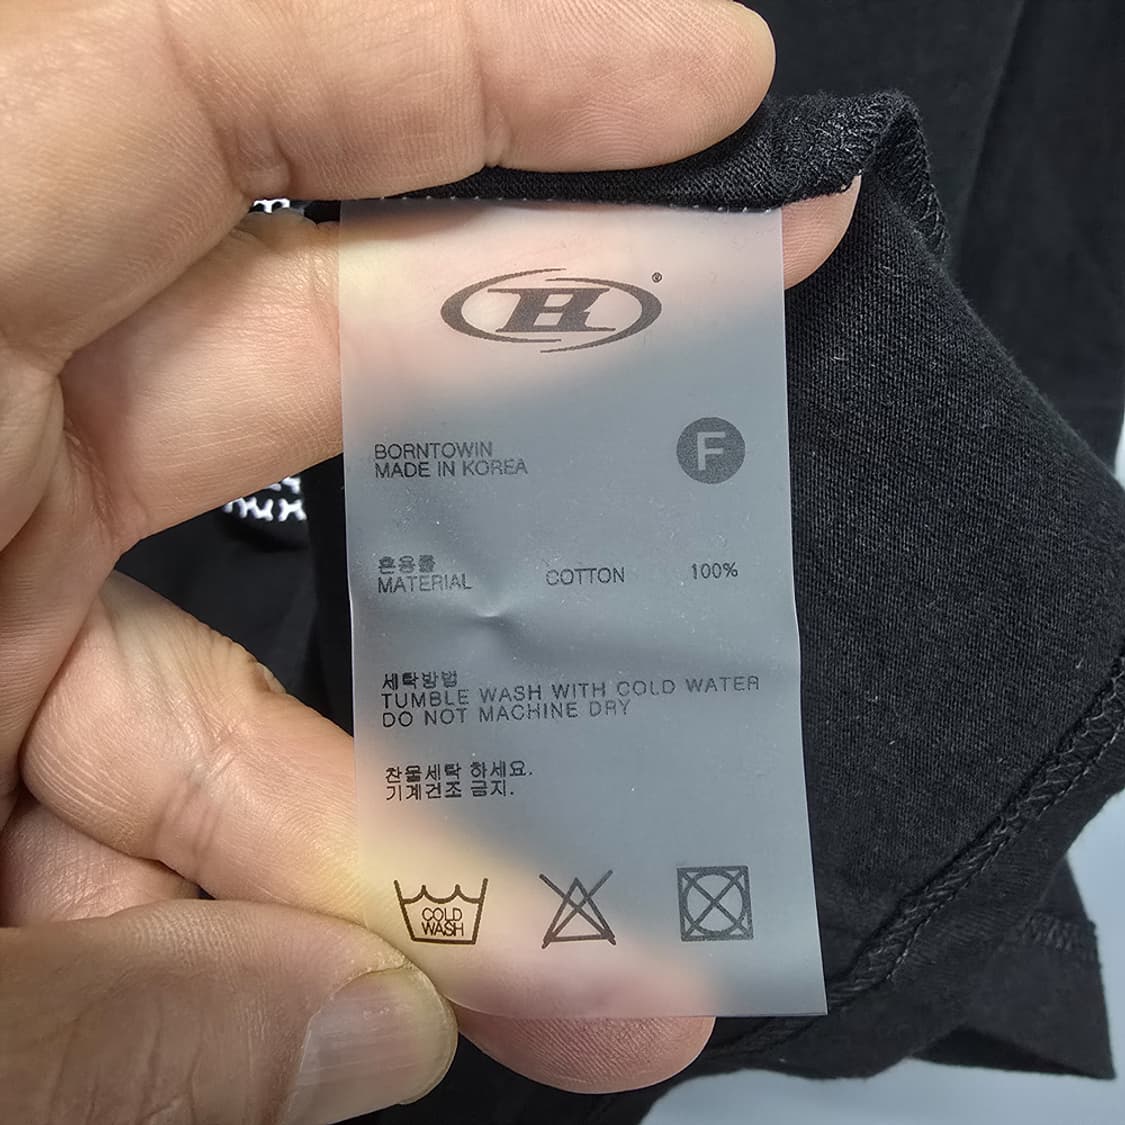 B ®
BORNTOWIN
MADE IN KOREA
F
혼용률
MATERIAL COTTON 100%
세탁방법
TUMBLE WASH WITH COLD WATER
DO NOT MACHINE DRY
찬물세탁 하세요.
기계건조 금지.
COLD
WASH